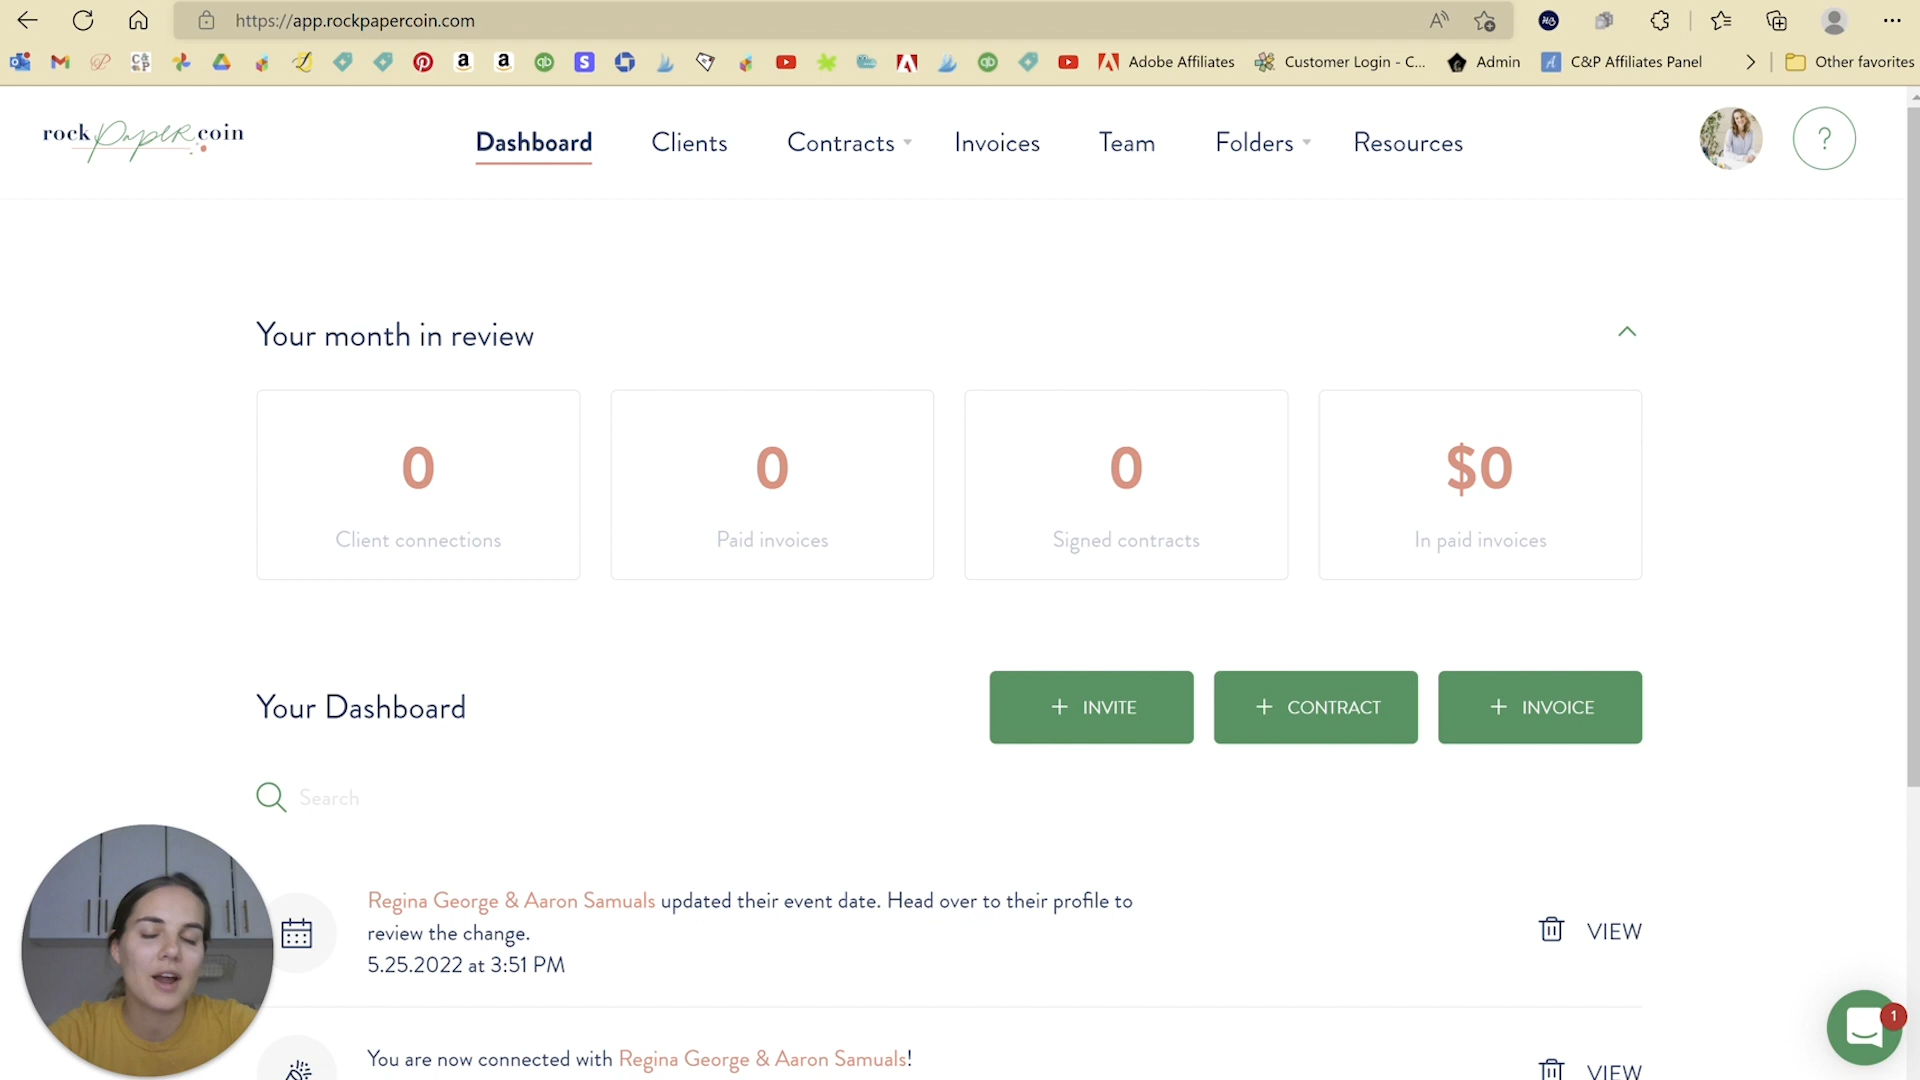 https://app.rockpapercoin.com
Adobe Affiliates
Customer Login - C...
Admin
C&P Affiliates Panel
Other favorites
rock paper coin
Dashboard
Clients
Contracts
Invoices
Team
Folders
Resources
?
Your month in review
0
0
0
$0
Client connections
Paid invoices
Signed contracts
In paid invoices
Your Dashboard
+ INVITE
+ CONTRACT
+ INVOICE
Search
Regina George & Aaron Samuals updated their event date. Head over to their profile to
review the change.
5.25.2022 at 3:51 PM
VIEW
1
You are now connected with Regina George & Aaron Samuals!
VIEW